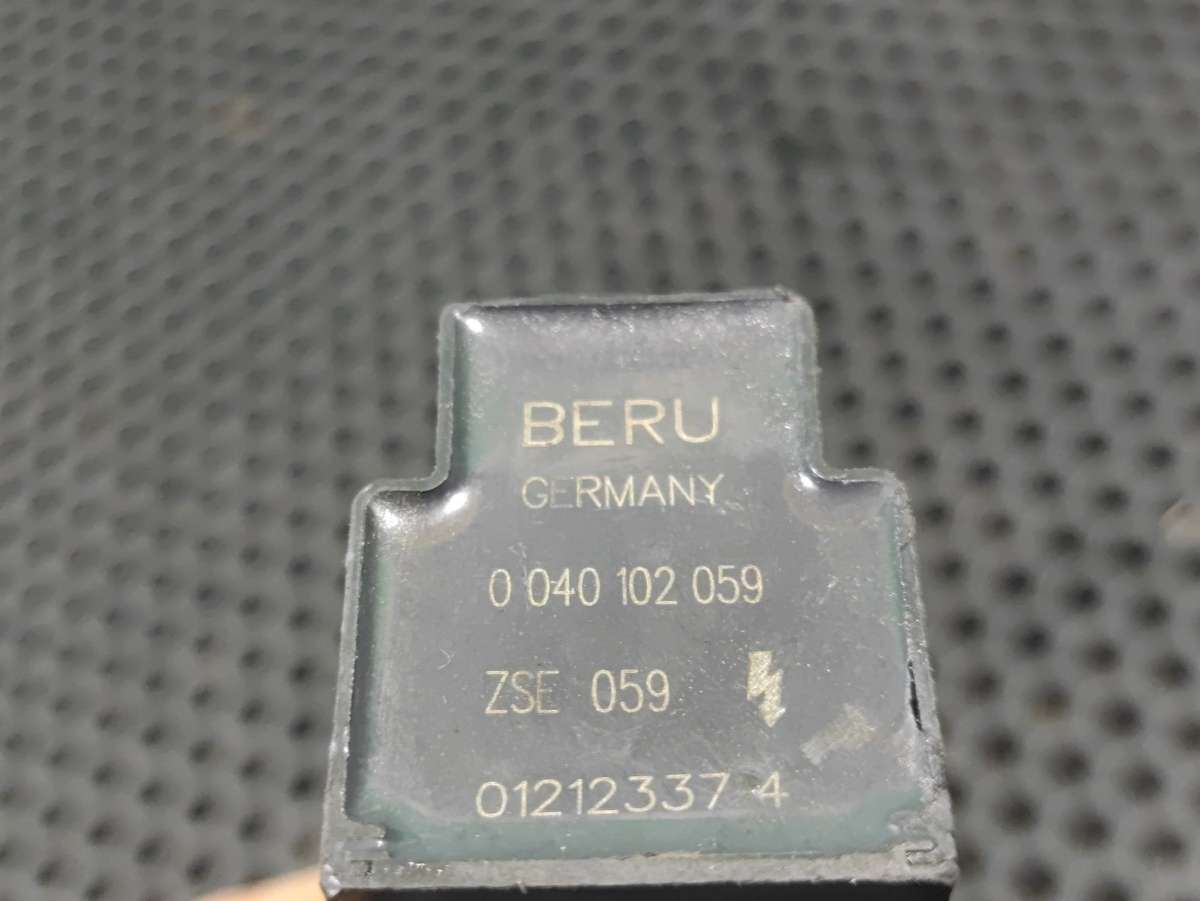 BERU
GERMANY
0 040 102 059
ZSE 059
01212337 4